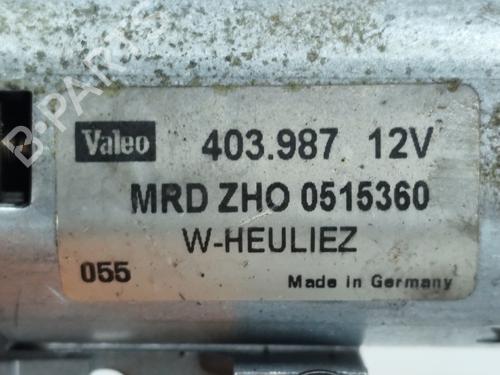 B-PARTS
Valeo 403.987 12V
MRD ZHO 0515360
W-HEULIEZ
055 Made in Germany